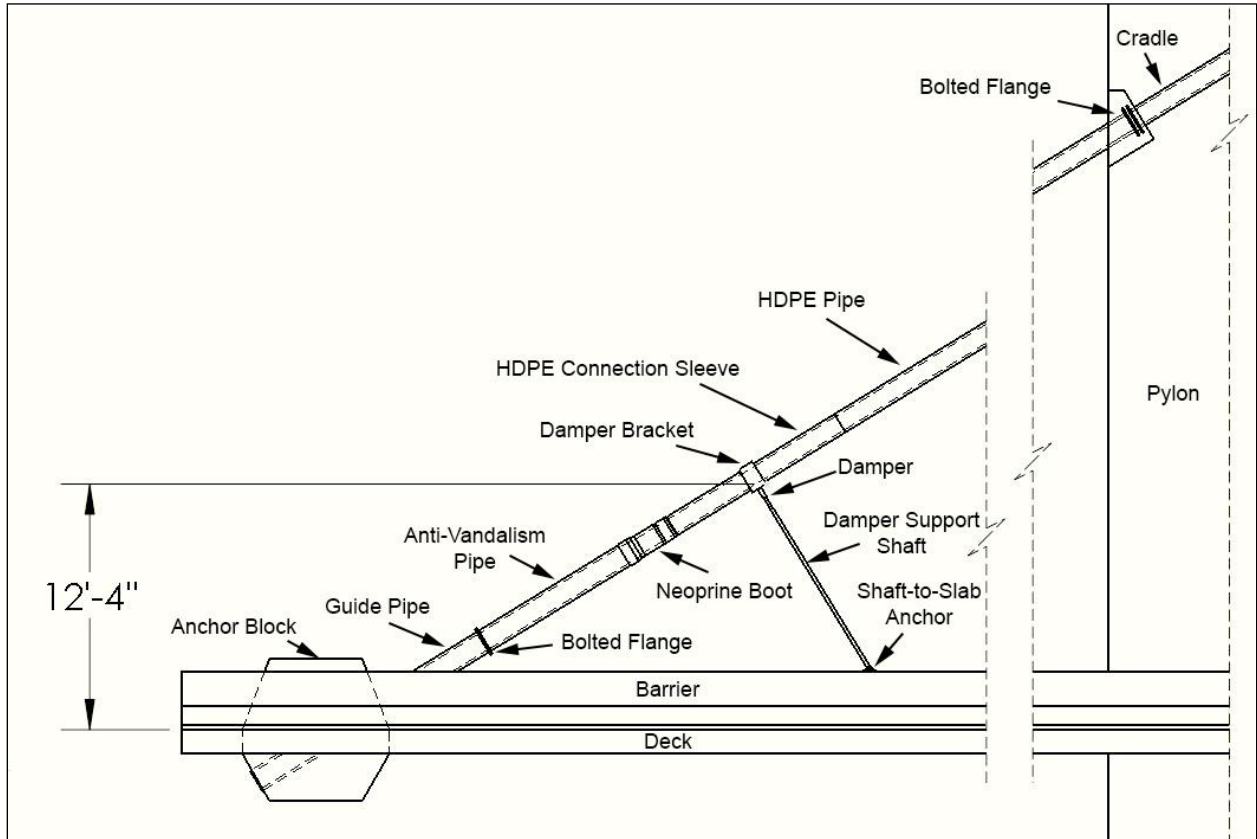 Cradle
Bolted Flange
HDPE Pipe
HDPE Connection Sleeve
Pylon
Damper Bracket
Damper
Anti-Vandalism
Pipe
Damper Support
Shaft
12'-4"
Neoprine Boot
Shaft-to-Slab
Anchor
Guide Pipe
Anchor Block
Bolted Flange
Barrier
Deck